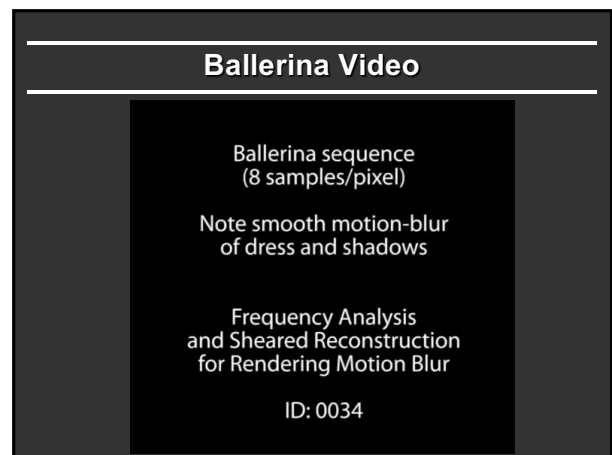 Ballerina Video
Ballerina sequence
(8 samples/pixel)
Note smooth motion-blur
of dress and shadows
Frequency Analysis
and Sheared Reconstruction
for Rendering Motion Blur
ID: 0034